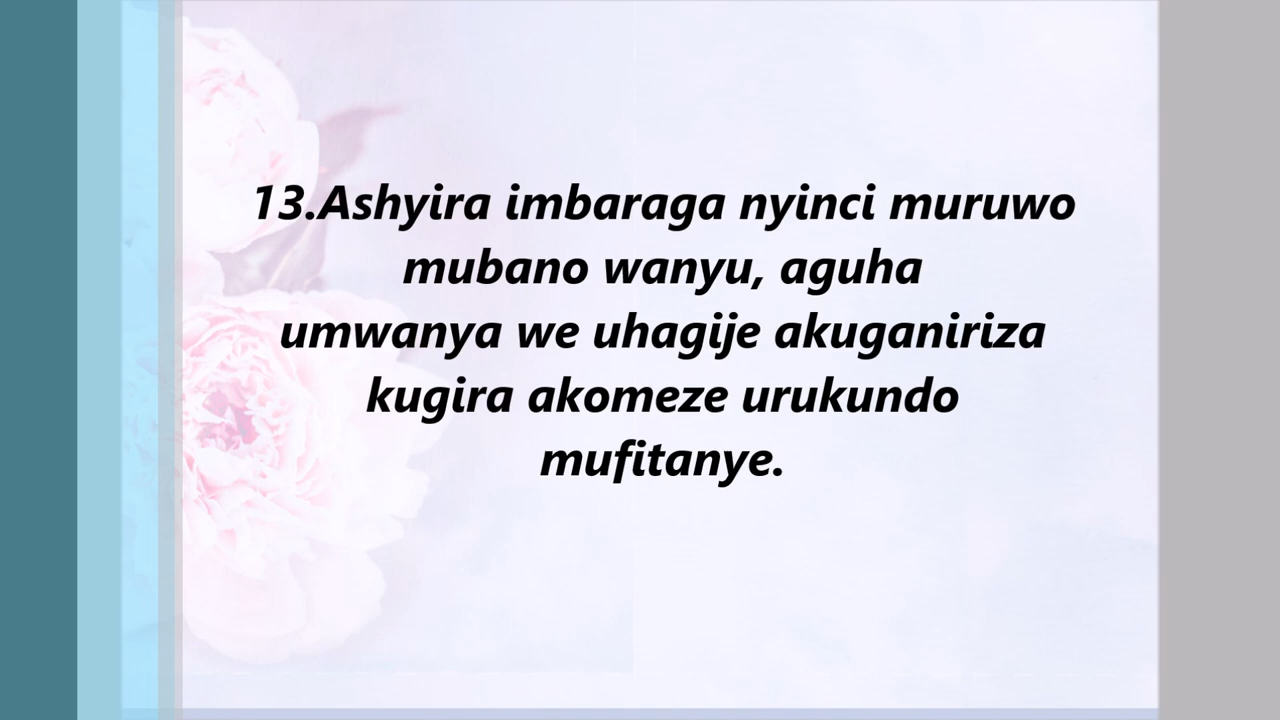 13.Ashyira imbaraga nyinci muruwo
mubano wanyu, aguha
umwanya we uhagije akuganiriza
kugira akomeze urukundo
mufitanye.